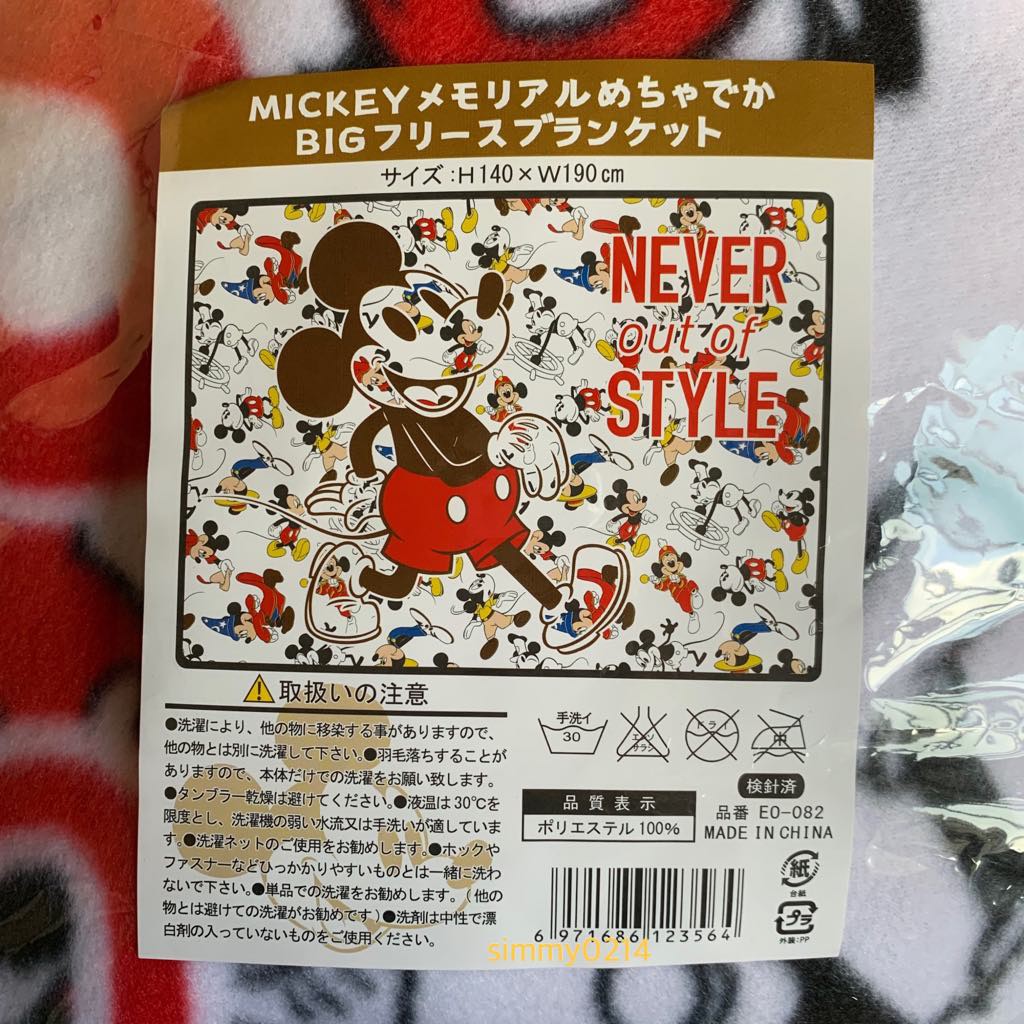 MICKEYメモリアルめちゃでか
BIGフリースブランケット
サイズ:H140×W190cm
NEVER
out of
STYLE
取扱いの注意
●洗濯により、他の物に移染する事がありますので、
他の物とは別に洗濯して下さい。●羽毛落ちすることが
ありますので、本体だけでの洗濯をお願い致します。
●タンブラー乾燥は避けてください。●液温は30℃を
限度とし、洗濯機の弱い水流又は手洗いが適していま
す。●洗濯ネットのご使用をお勧めします。●ホックや
ファスナーなどひっかかりやすいものとは一緒に洗わ
ないで下さい。●単品での洗濯をお勧めします。(他の
物とは避けての洗濯がお勧めです)●洗剤は中性で漂
白剤の入っていないものをご使用ください。
手洗イ
30
エンソ
サラシ
ドライ
検針済
品番 EO-082
MADE IN CHINA
品質表示
ポリエステル100%
紙
台紙
プラ
外装:PP
6 971686 123564
simmy0214